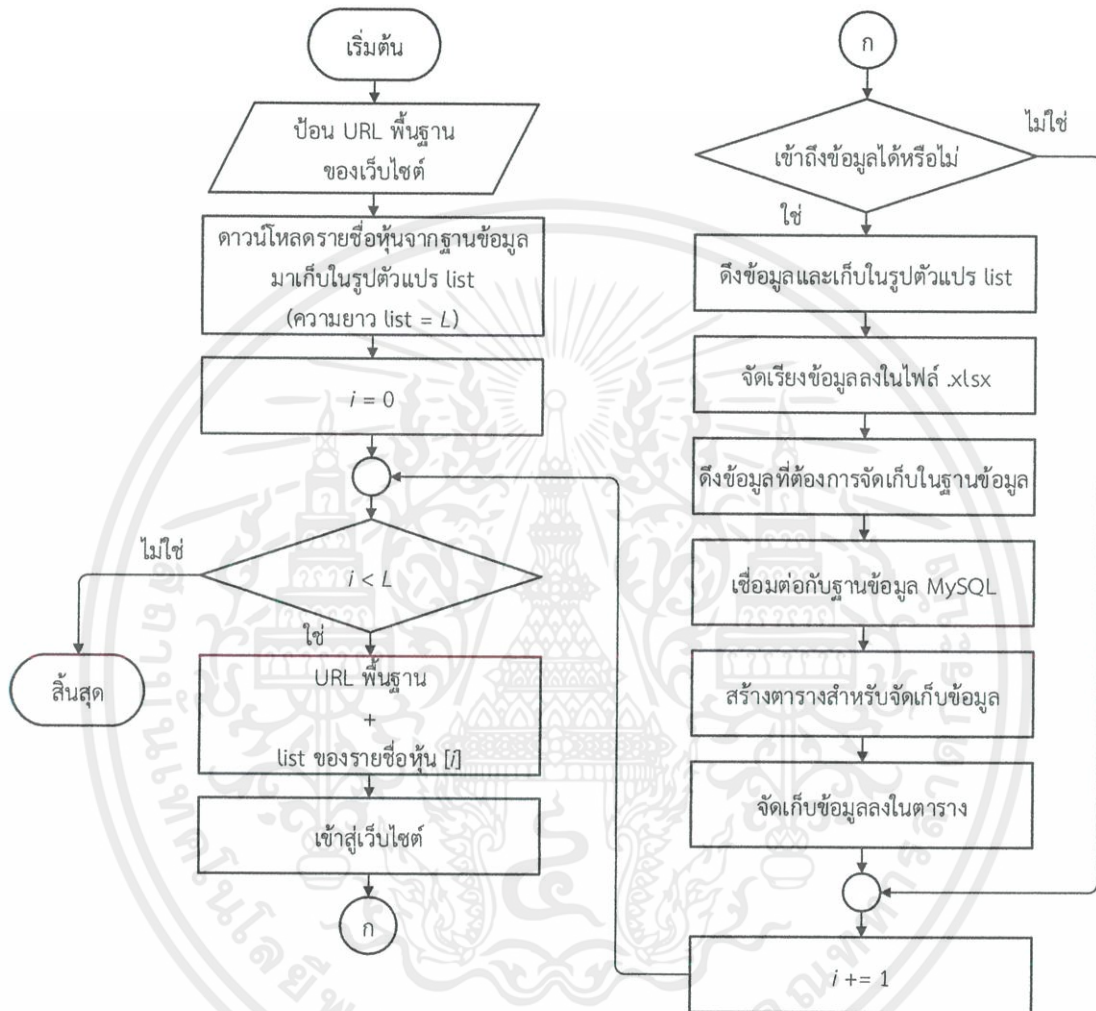 เริ่มต้น
ป้อน URL พื้นฐาน
ของเว็บไซต์
ดาวน์โหลดรายชื่อหุ้นจากฐานข้อมูล
มาเก็บในรูปตัวแปร list
(ความยาว list = L)
i = 0
i < L
ไม่ใช่
สิ้นสุด
ใช่
URL พื้นฐาน
+
list ของรายชื่อหุ้น [i]
เข้าสู่เว็บไซต์
ก
ก
เข้าถึงข้อมูลได้หรือไม่
ไม่ใช่
ใช่
ดึงข้อมูลและเก็บในรูปตัวแปร list
จัดเรียงข้อมูลลงในไฟล์ .xlsx
ดึงข้อมูลที่ต้องการจัดเก็บในฐานข้อมูล
เชื่อมต่อกับฐานข้อมูล MySQL
สร้างตารางสำหรับจัดเก็บข้อมูล
จัดเก็บข้อมูลลงในตาราง
i += 1